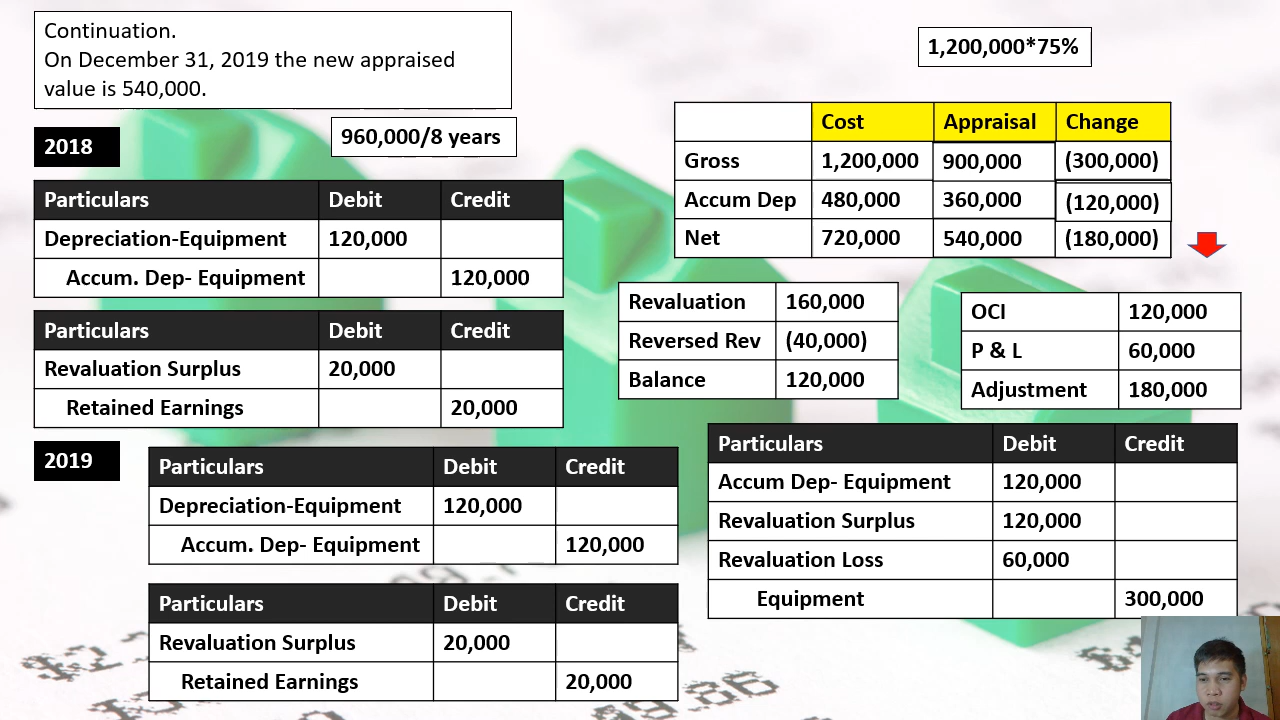 Continuation.
On December 31, 2019 the new appraised
value is 540,000.
1,200,000*75%
2018
960,000/8 years
Particulars Debit Credit
Depreciation-Equipment 120,000
Accum. Dep- Equipment 120,000
Particulars Debit Credit
Revaluation Surplus 20,000
Retained Earnings 20,000
Cost Appraisal Change
Gross 1,200,000 900,000 (300,000)
Accum Dep 480,000 360,000 (120,000)
Net 720,000 540,000 (180,000)
Revaluation 160,000
Reversed Rev (40,000)
Balance 120,000
OCI 120,000
P & L 60,000
Adjustment 180,000
2019
Particulars Debit Credit
Depreciation-Equipment 120,000
Accum. Dep- Equipment 120,000
Particulars Debit Credit
Revaluation Surplus 20,000
Retained Earnings 20,000
Particulars Debit Credit
Accum Dep- Equipment 120,000
Revaluation Surplus 120,000
Revaluation Loss 60,000
Equipment 300,000